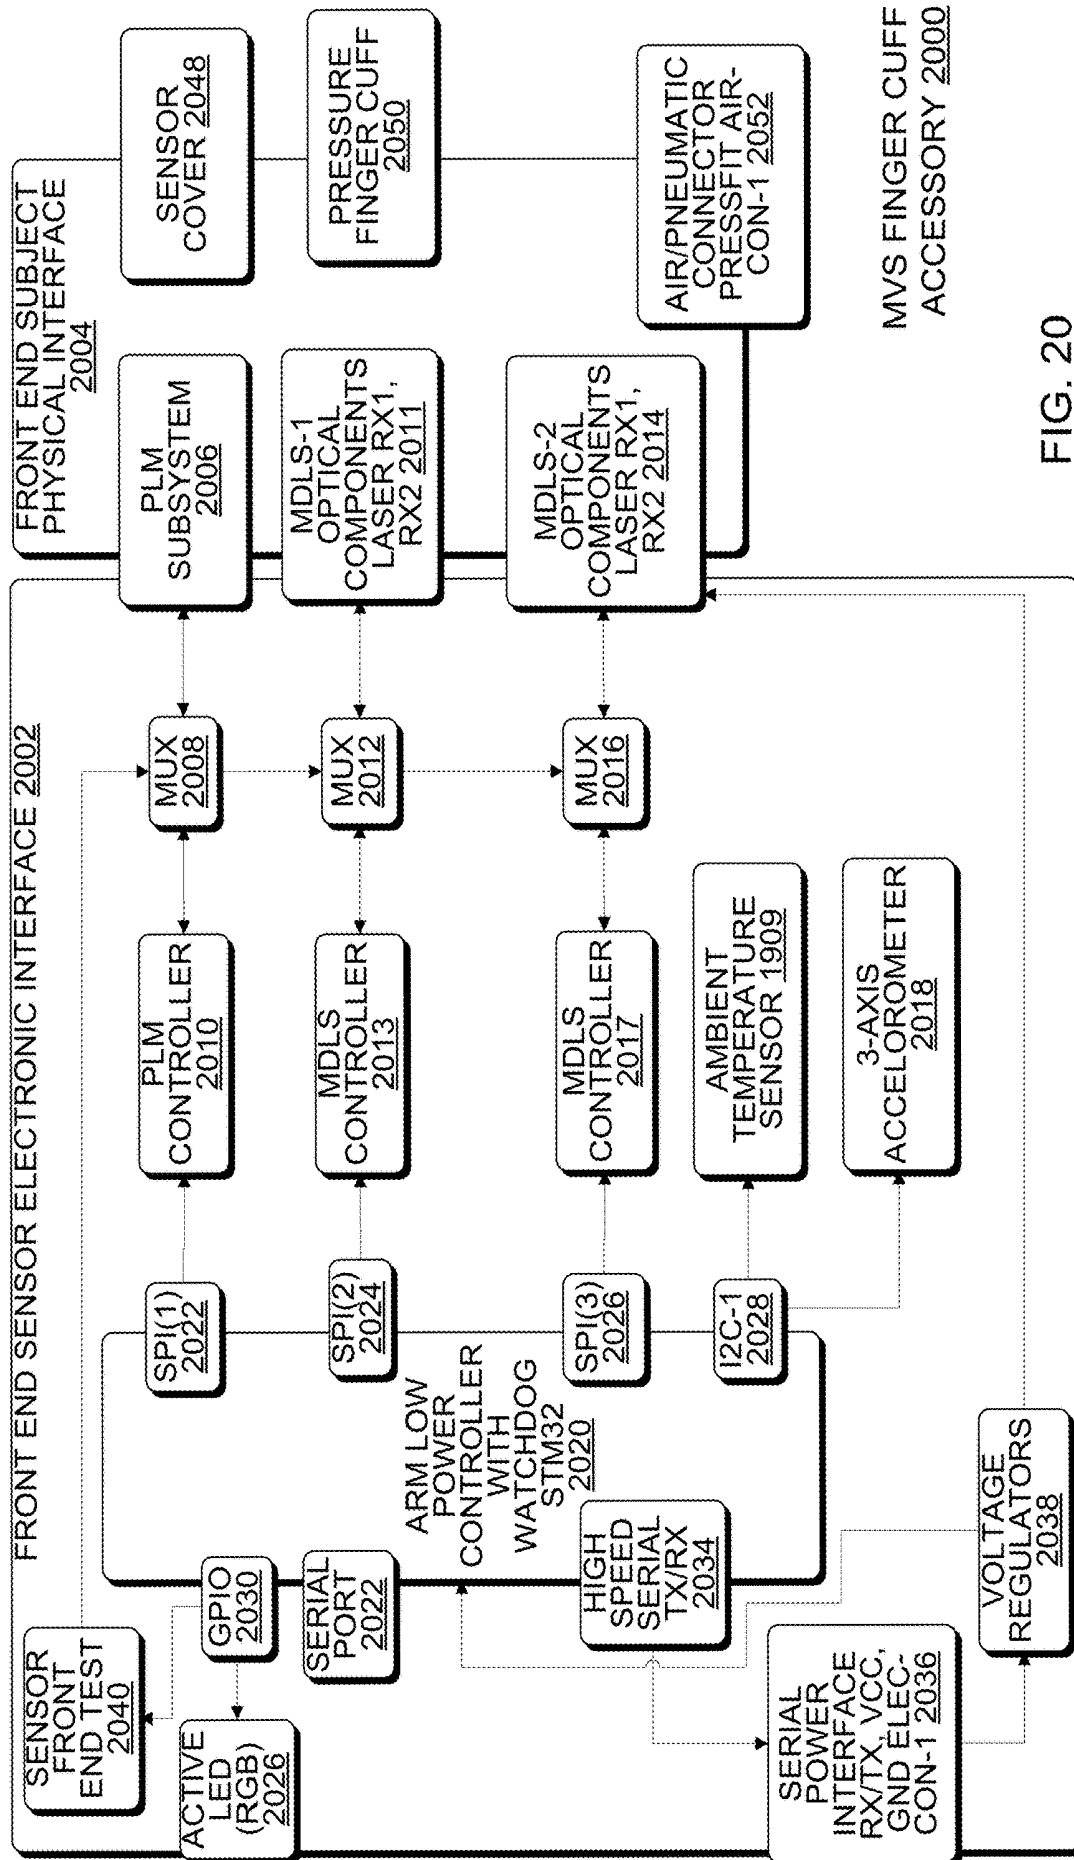 FRONT END SENSOR ELECTRONIC INTERFACE 2002
SENSOR
FRONT
END TEST
2040
ACTIVE
LED
(RGB)
2026
GPIO
2030
SERIAL
PORT
2022
ARM LOW
POWER
CONTROLLER
WITH
WATCHDOG
STM32
2020
HIGH
SPEED
SERIAL
TX/RX
2034
SERIAL
POWER
INTERFACE
RX/TX, VCC,
GND ELEC-
CON-1 2036
VOLTAGE
REGULATORS
2038
SPI(1)
2022
SPI(2)
2024
SPI(3)
2026
I2C-1
2028
PLM
CONTROLLER
2010
MDLS
CONTROLLER
2013
MDLS
CONTROLLER
2017
AMBIENT
TEMPERATURE
SENSOR 1909
3-AXIS
ACCELOROMETER
2018
MUX
2008
MUX
2012
MUX
2016
FRONT END SUBJECT
PHYSICAL INTERFACE
2004
PLM
SUBSYSTEM
2006
MDLS-1
OPTICAL
COMPONENTS
LASER RX1,
RX2 2011
MDLS-2
OPTICAL
COMPONENTS
LASER RX1,
RX2 2014
SENSOR
COVER 2048
PRESSURE
FINGER CUFF
2050
AIR/PNEUMATIC
CONNECTOR
PRESSFIT AIR-
CON-1 2052
MVS FINGER CUFF
ACCESSORY 2000
FIG. 20